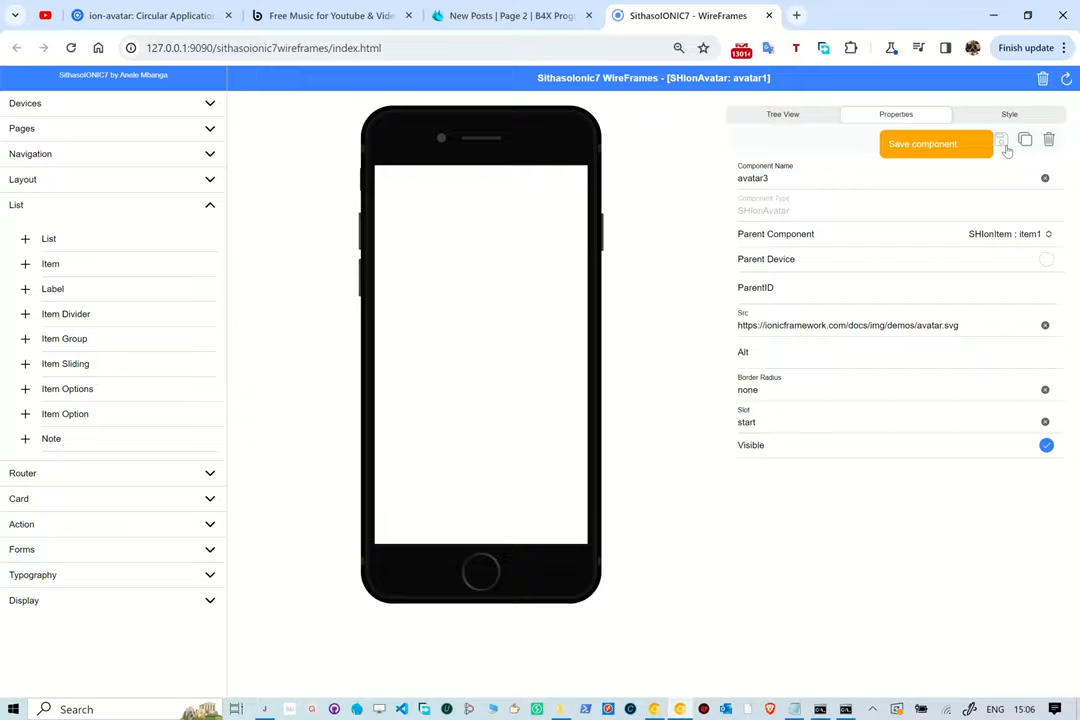 ion-avatar: Circular Applicatio
Free Music for Youtube & Vide
New Posts | Page 2 | B4X Prog
SithasoIONIC7 - WireFrames
127.0.0.1:9090/sithasoionic7wireframes/index.html
13014
T
Finish update
SithasoIONIC7 by Anele Mbanga
SithasoIonic7 WireFrames - [SHIonAvatar: avatar1]
Devices
Pages
Navigation
Layout
List
List
Item
Label
Item Divider
Item Group
Item Sliding
Item Options
Item Option
Note
Router
Card
Action
Forms
Typography
Display
Tree View
Properties
Style
Save component
Component Name
avatar3
Component Type
SHIonAvatar
Parent Component
SHIonItem : item1
Parent Device
ParentID
Src
https://ionicframework.com/docs/img/demos/avatar.svg
Alt
Border Radius
none
Slot
start
Visible
Search
ENG
15:06